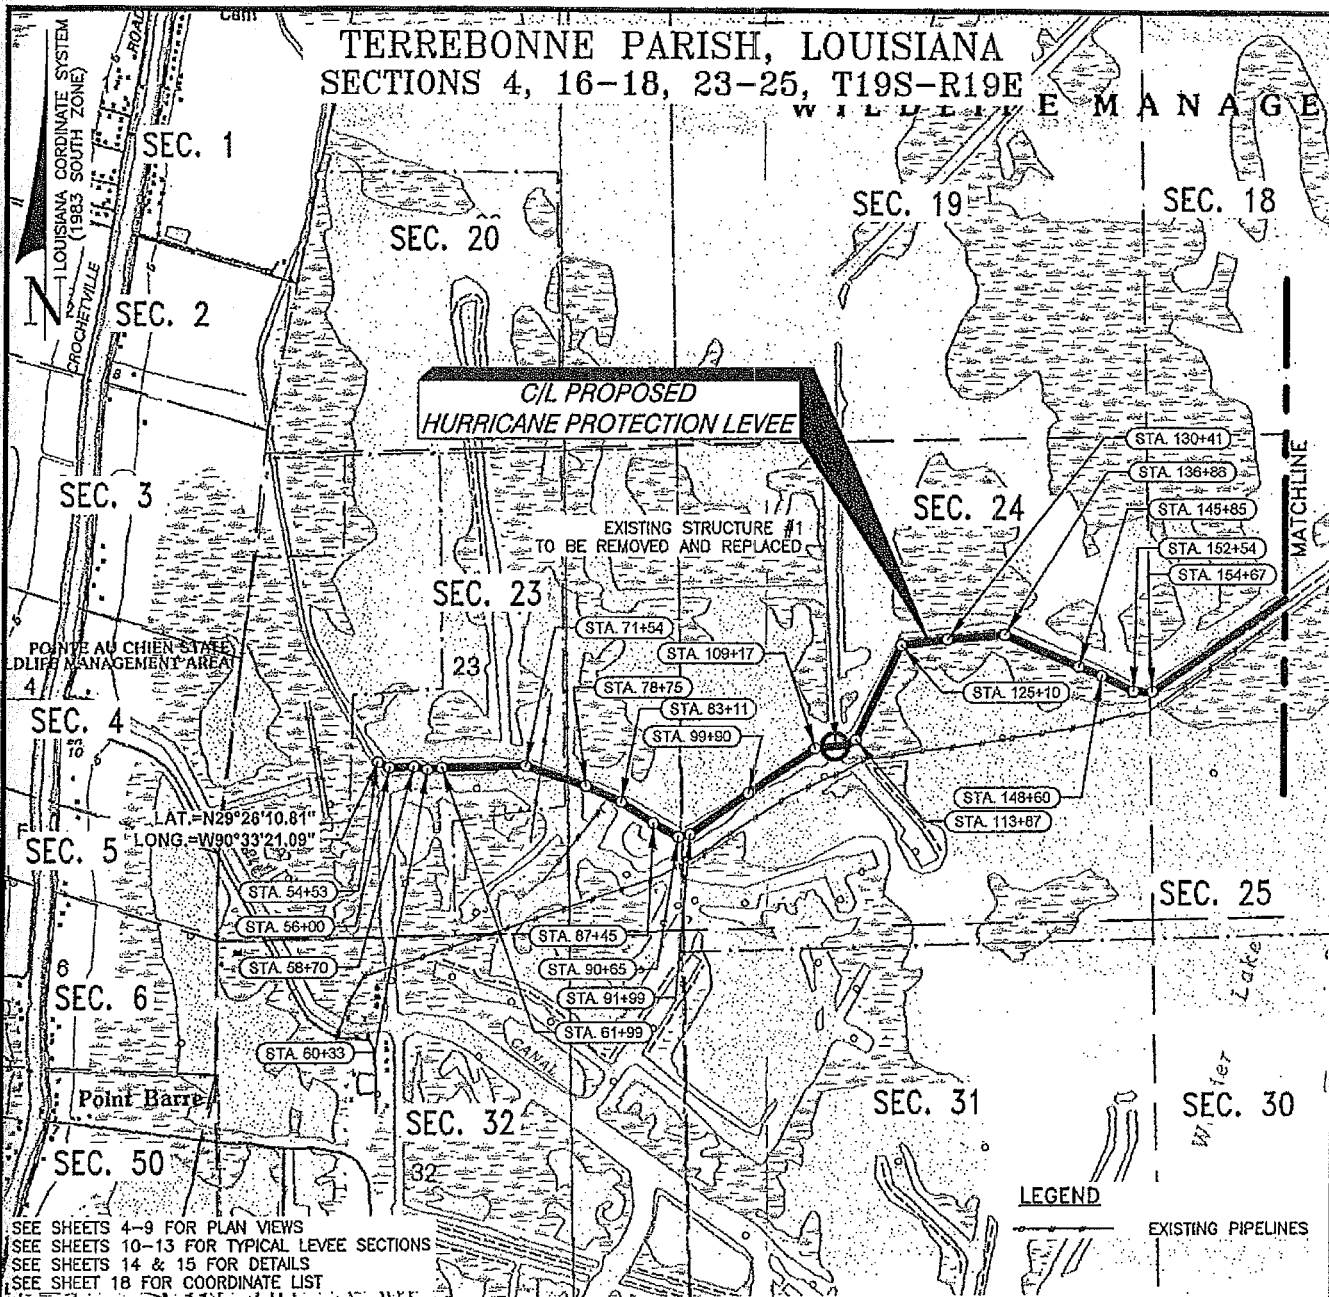 TERREBONNE PARISH, LOUISIANA
SECTIONS 4, 16-18, 23-25, T19S-R19E
LOUISIANA CORDINATE SYSTEM
(1983 SOUTH ZONE)
N
ROAD
CROCHETVILLE
SEC. 1
SEC. 2
SEC. 3
SEC. 20
SEC. 19
SEC. 18
8
C/L PROPOSED
HURRICANE PROTECTION LEVEE
SEC. 24
STA. 130+41
STA. 136+88
STA. 145+85
STA. 152+54
STA. 154+67
MATCHLINE
EXISTING STRUCTURE #1
TO BE REMOVED AND REPLACED
SEC. 23
23
STA. 71+54
STA. 109+17
STA. 78+75
STA. 83+11
STA. 99+90
STA. 125+10
STA. 148+60
STA. 113+87
POINTE AU CHIEN STATE
LDLIFE MANAGEMENT AREA
4
SEC. 4
10
LAT.=N29°26'10.81"
LONG.=W90°33'21.09"
SEC. 5
STA. 54+53
STA. 56+00
STA. 58+70
STA. 60+33
STA. 87+45
STA. 90+65
STA. 91+99
STA. 61+99
CANAL
6
SEC. 6
Point Barre
SEC. 50
SEC. 32
32
SEC. 31
SEC. 25
Lake
SEC. 30
LEGEND
EXISTING PIPELINES
SEE SHEETS 4-9 FOR PLAN VIEWS
SEE SHEETS 10-13 FOR TYPICAL LEVEE SECTIONS
SEE SHEETS 14 & 15 FOR DETAILS
SEE SHEET 18 FOR COORDINATE LIST